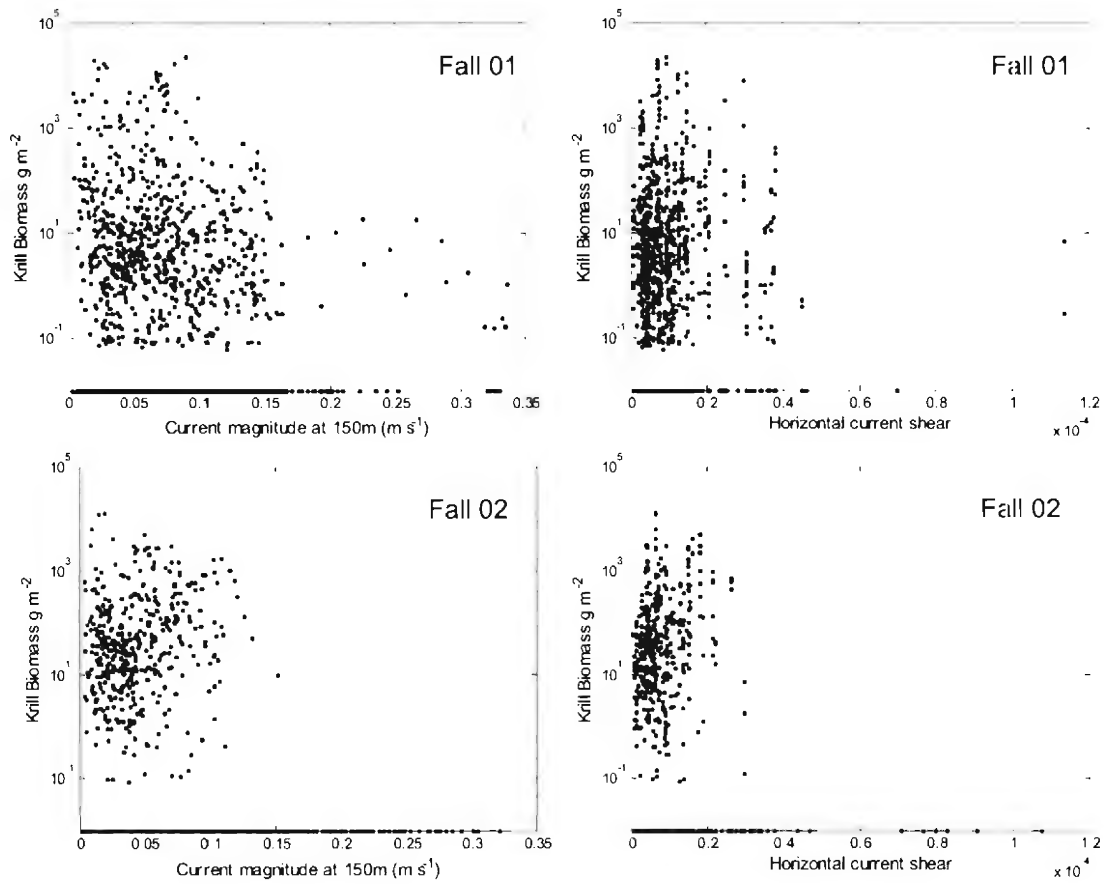 10^5
10^3
10^1
10^-1
Krill Biomass g m^-2
Fall 01
0 0.05 0.1 0.15 0.2 0.25 0.3 0.35
Current magnitude at 150m (m s^-1)
10^5
10^3
10^1
10^-1
Krill Biomass g m^-2
Fall 01
0 0.2 0.4 0.6 0.8 1 1.2
Horizontal current shear
x 10^-4
10^5
10^3
10^1
10^-1
Krill Biomass g m^-2
Fall 02
0 0 05 0.1 0.15 0.2 0.25 0.3 0.35
Current magnitude at 150m (m s^-1)
10^5
10^3
10^1
10^-1
Krill Biomass g m^-2
Fall 02
0 0.2 0 4 0 6 0 8 1 1.2
Horizontal current shear
x 10^-4